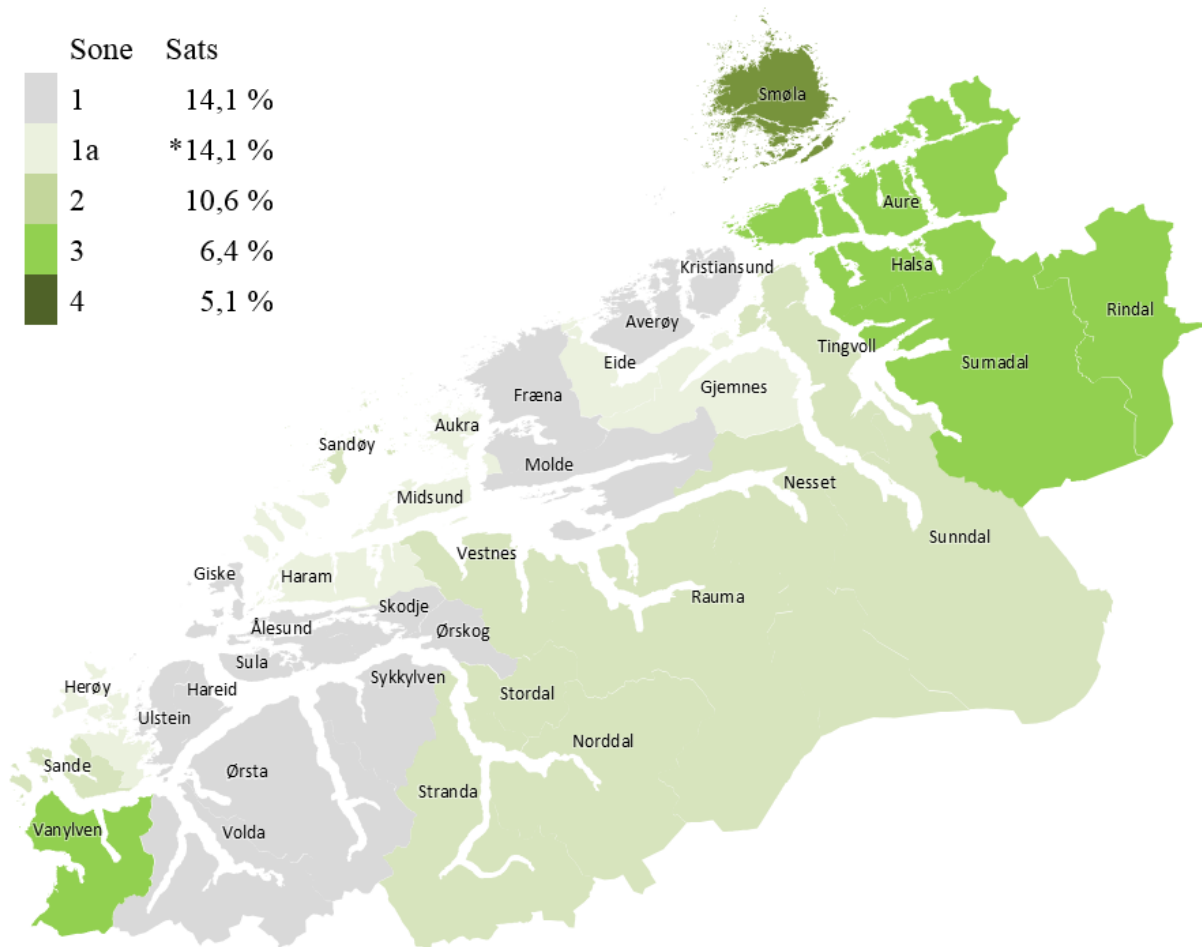 Sone Sats
1 14,1 %
1a *14,1 %
2 10,6 %
3 6,4 %
4 5,1 %
Smøla
Aure
Halsa
Kristiansund
Rindal
Averøy
Tingvoll
Eide
Sumadal
Gjemnes
Fræna
Aukra
Sandøy
Molde
Nesset
Midsund
Sunndal
Vestnes
Giske
Haram
Rauma
Skodje
Ålesund
Ørskog
Sula
Sykkylven
Herøy
Hareid
Stordal
Ulstein
Norddal
Sande
Ørsta
Stranda
Vanylven
Volda